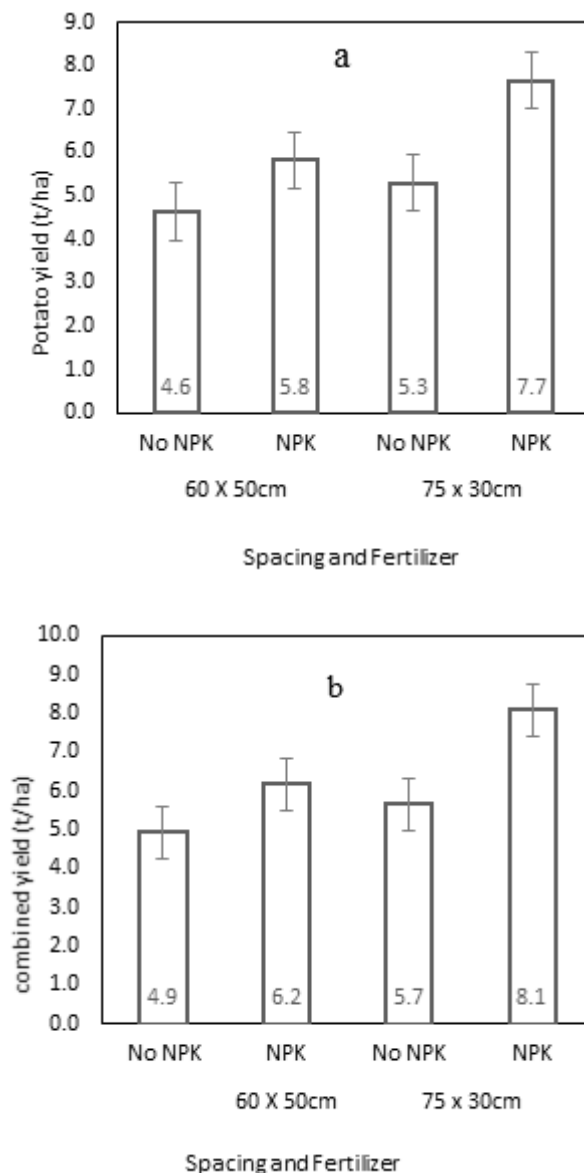 a
Potato yield (t/ha)
9.0
8.0
7.0
6.0
5.0
4.0
3.0
2.0
1.0
0.0
4.6 5.8 5.3 7.7
No NPK NPK No NPK NPK
60 X 50cm 75 x 30cm
Spacing and Fertilizer
b
combined yield (t/ha)
10.0
9.0
8.0
7.0
6.0
5.0
4.0
3.0
2.0
1.0
0.0
4.9 6.2 5.7 8.1
No NPK NPK No NPK NPK
60 X 50cm 75 x 30cm
Spacing and Fertilizer